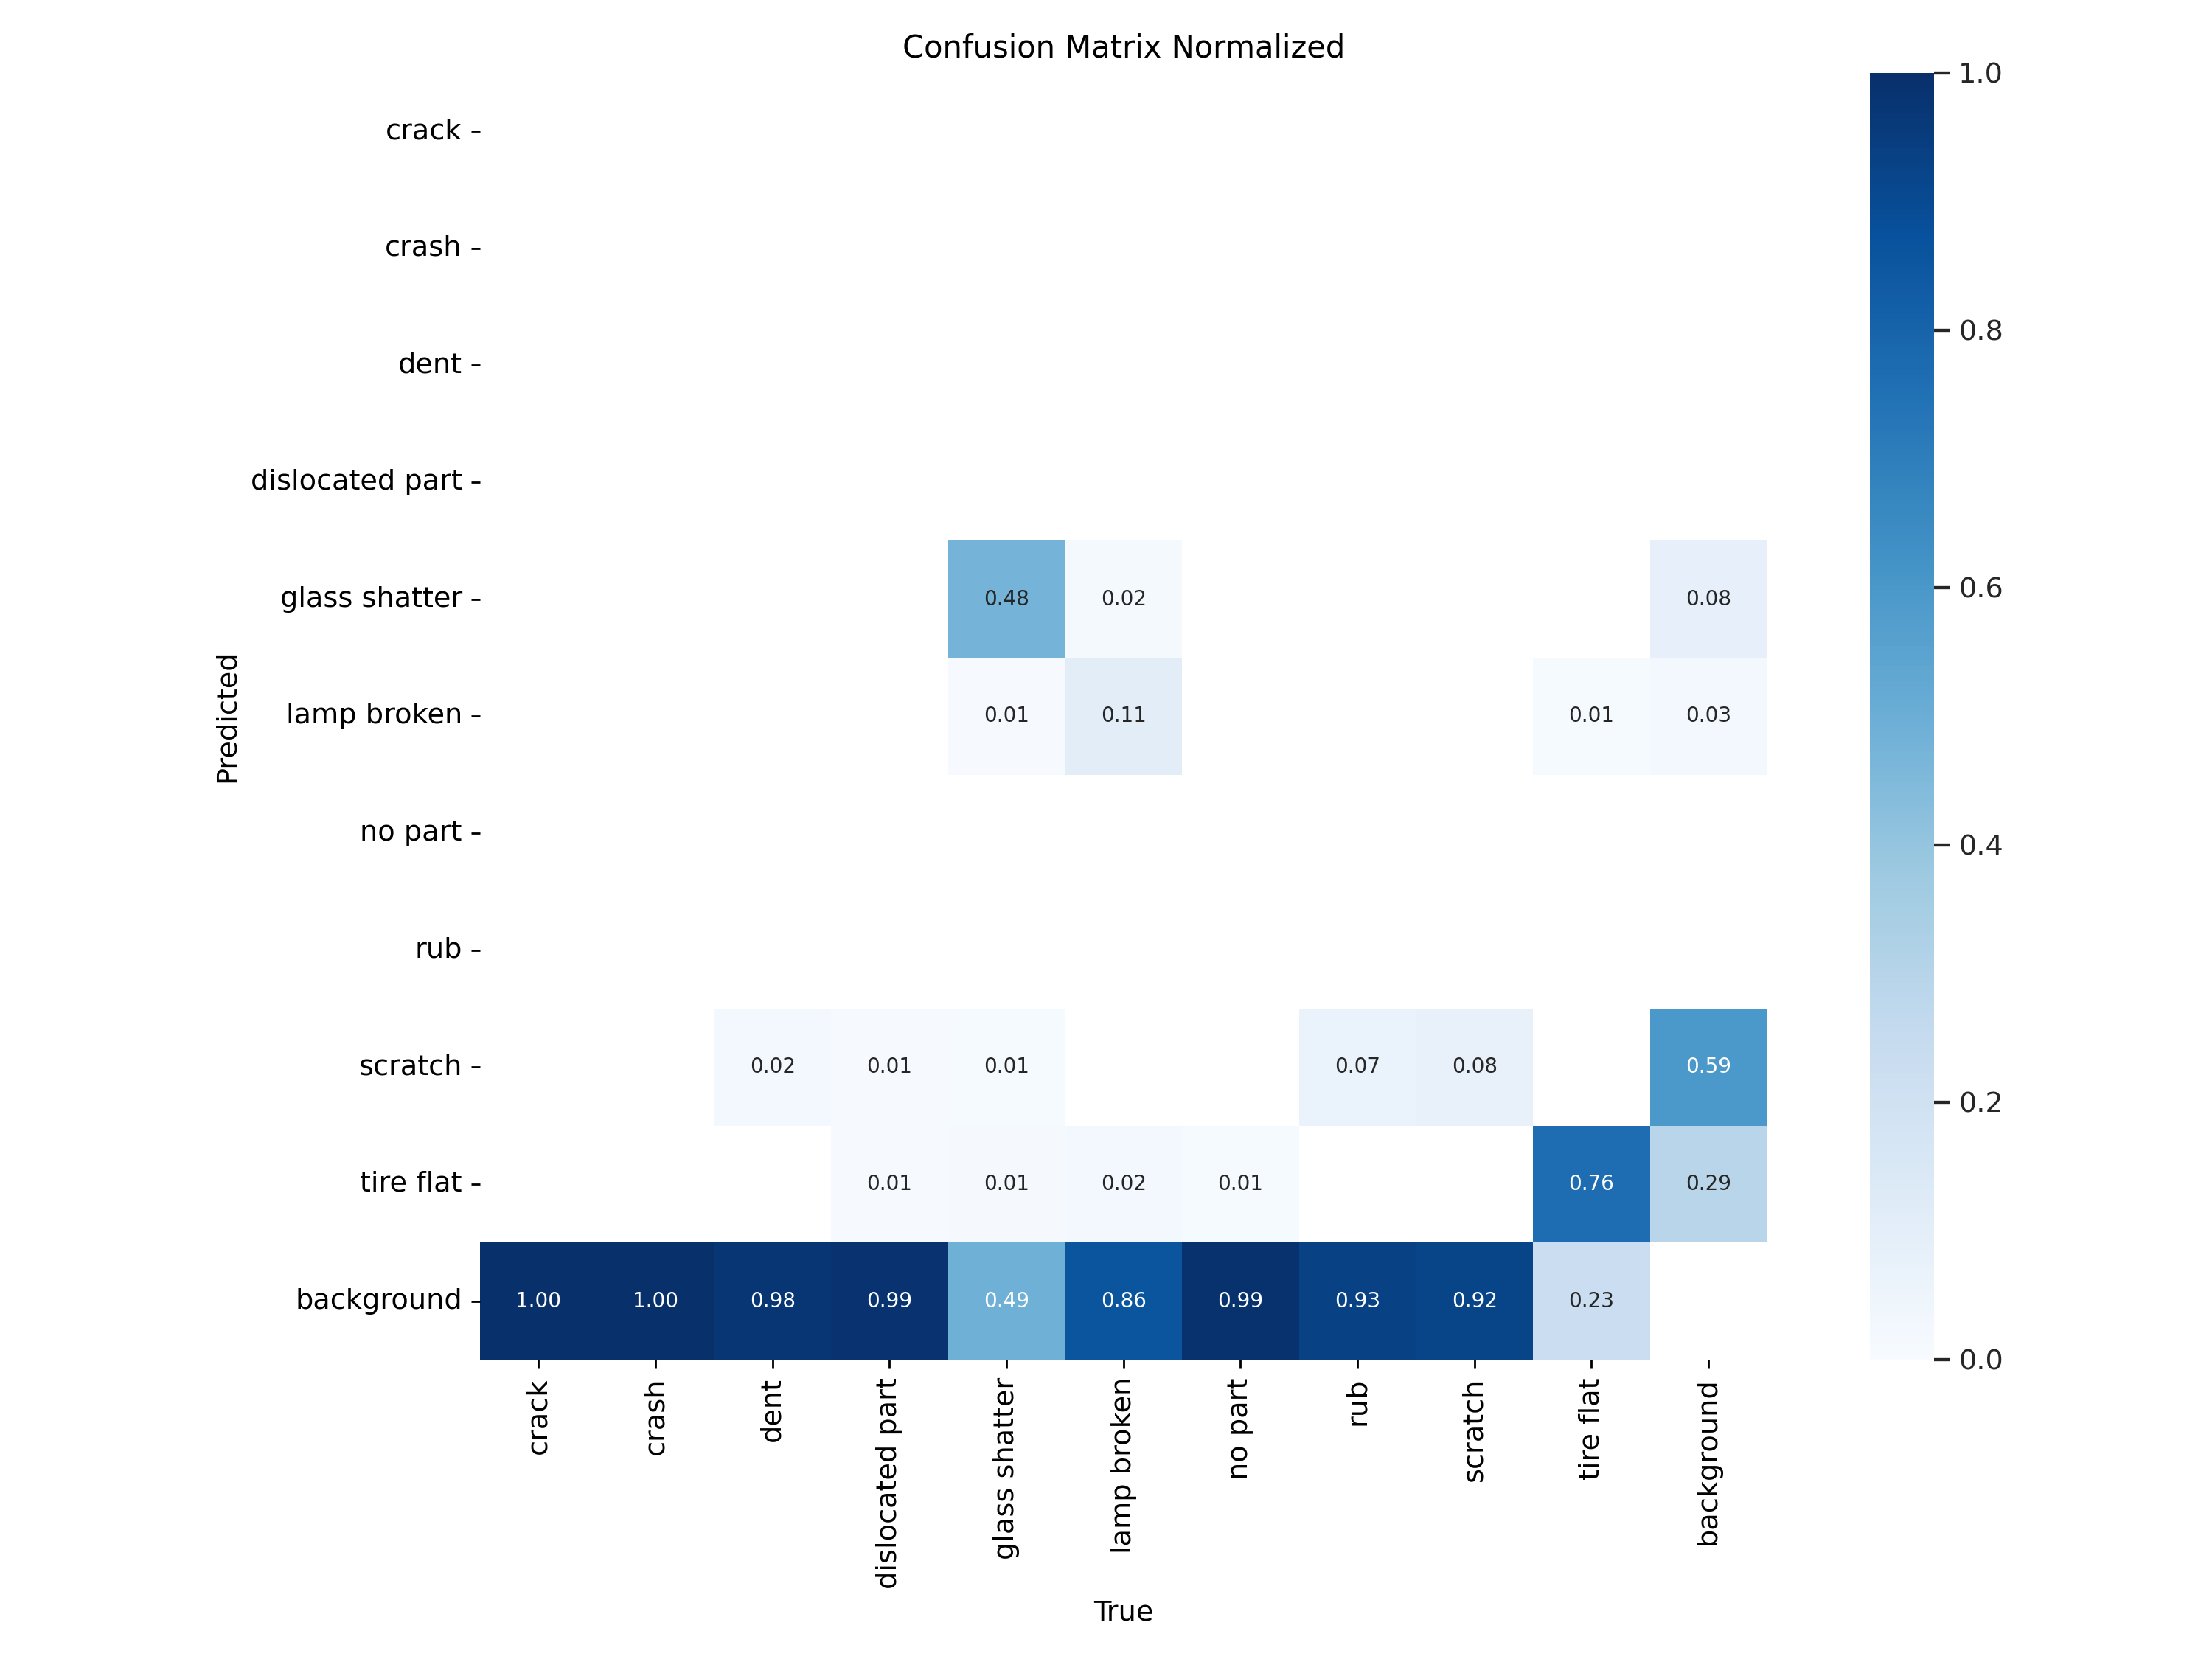 Confusion Matrix Normalized
crack
crash
dent
dislocated part
glass shatter
0.48 0.02 0.08
lamp broken
0.01 0.11 0.01 0.03
no part
rub
scratch
0.02 0.01 0.01 0.07 0.08 0.59
tire flat
0.01 0.01 0.02 0.01 0.76 0.29
background
1.00 1.00 0.98 0.99 0.49 0.86 0.99 0.93 0.92 0.23
Predicted
crack
crash
dent
dislocated part
glass shatter
lamp broken
no part
rub
scratch
tire flat
background
True
1.0
0.8
0.6
0.4
0.2
0.0